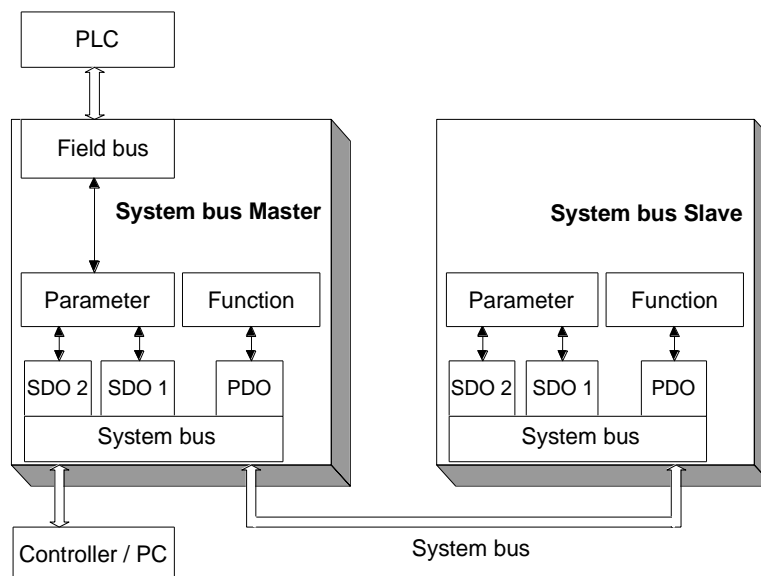 PLC
Field bus
System bus Master
Parameter
Function
SDO 2
SDO 1
PDO
System bus
System bus Slave
Parameter
Function
SDO 2
SDO 1
PDO
System bus
Controller / PC
System bus